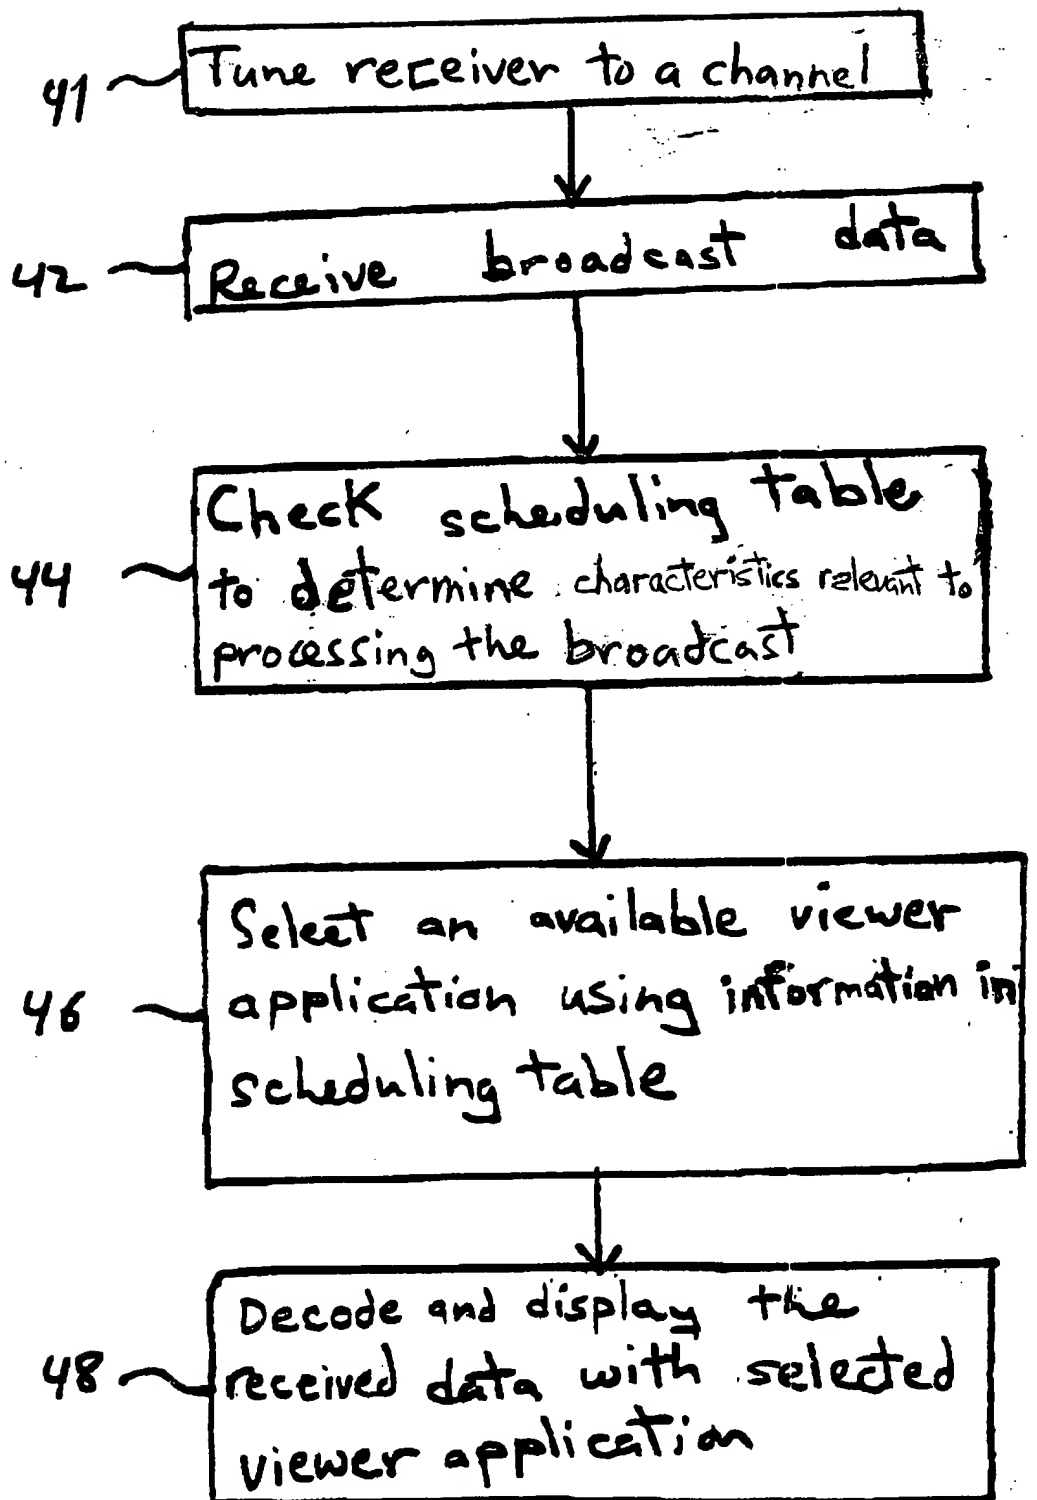 41
Tune receiver to a channel
42
Receive broadcast data
44
Check scheduling table
to determine characteristics relevant to
processing the broadcast
46
Select an available viewer
application using information in
scheduling table
48
Decode and display the
received data with selected
viewer application